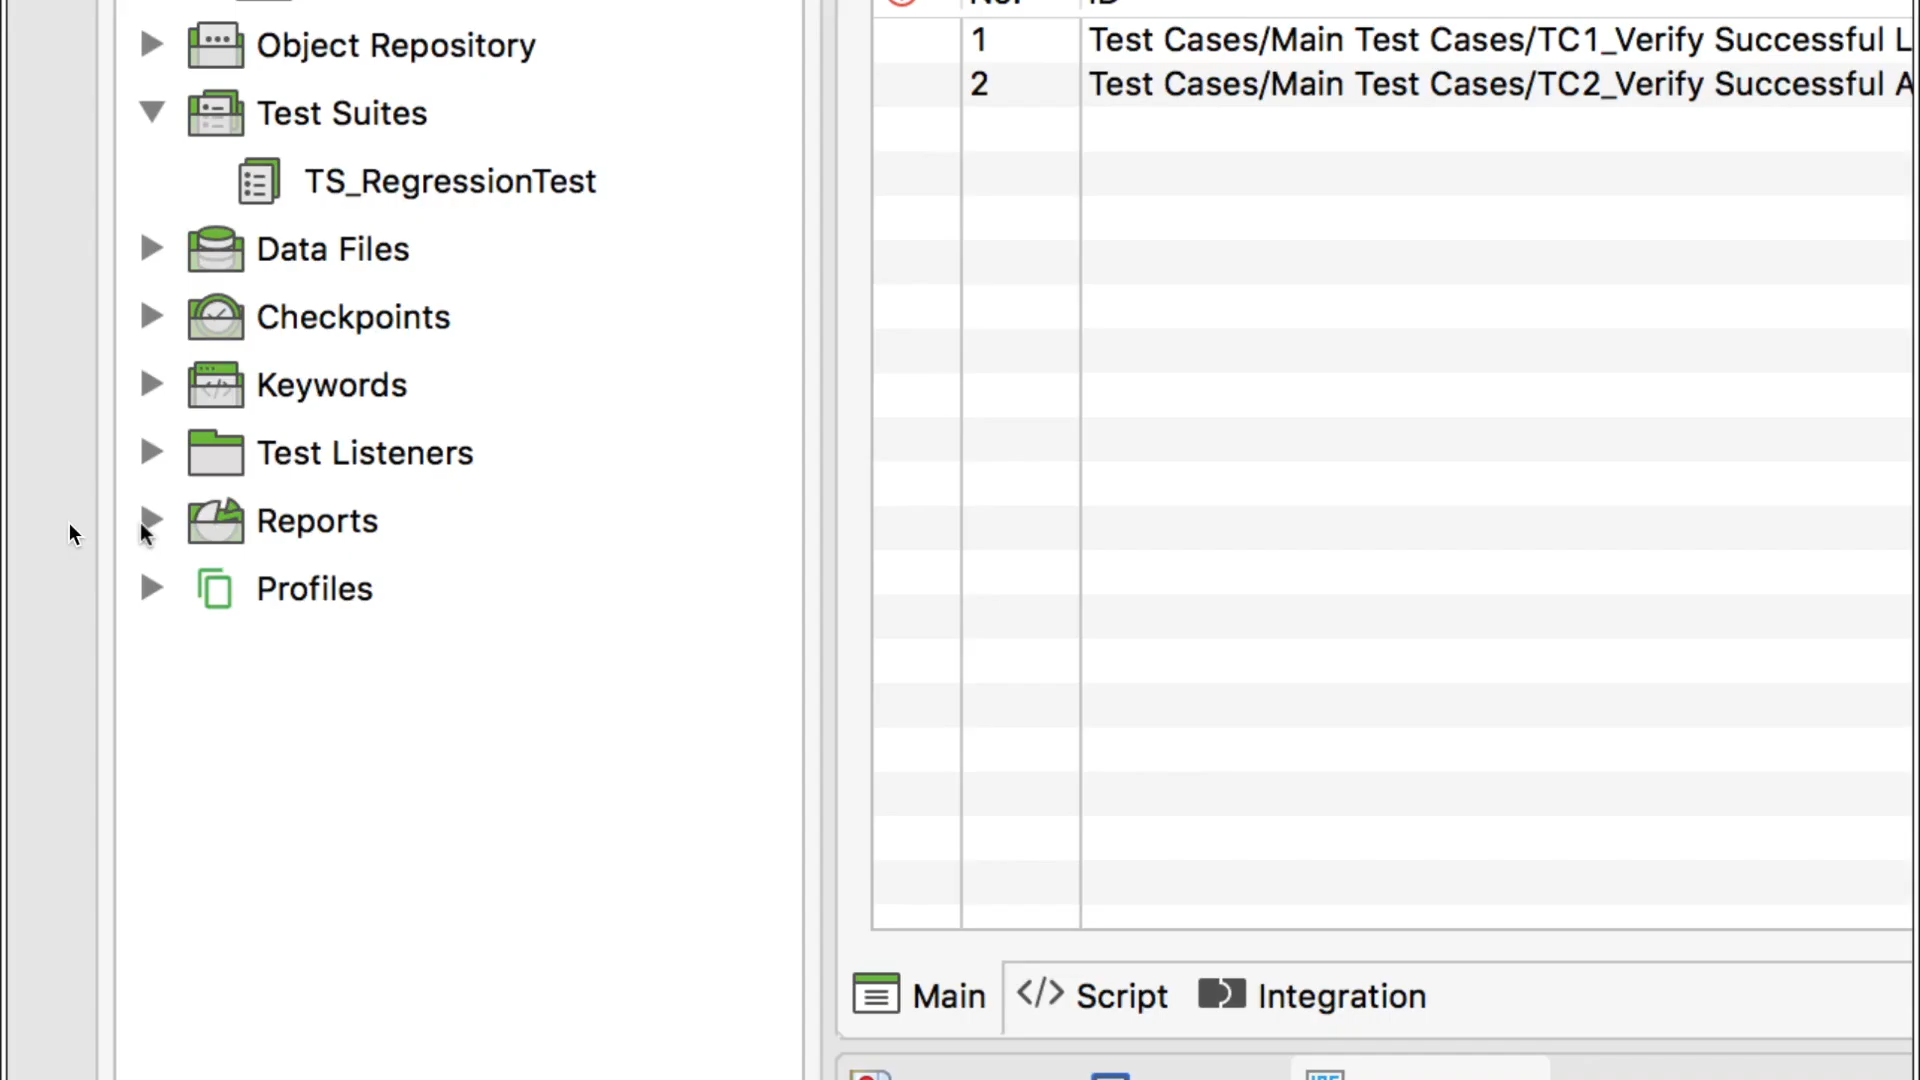 Object Repository
Test Suites
TS_RegressionTest
Data Files
Checkpoints
Keywords
Test Listeners
Reports
Profiles
1 Test Cases/Main Test Cases/TC1_Verify Successful L
2 Test Cases/Main Test Cases/TC2_Verify Successful A
Main
</> Script
Integration